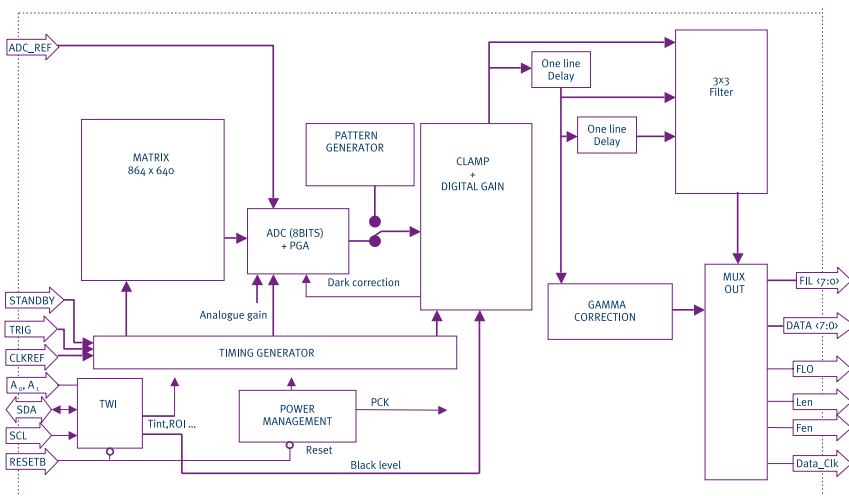 ADC_REF
One line
Delay
3x3
Filter
PATTERN
GENERATOR
One line
Delay
MATRIX
864 x 640
CLAMP
+
DIGITAL GAIN
ADC (8BITS)
+ PGA
Dark correction
MUX
OUT
FIL <7:0>
STANDBY
Analogue gain
GAMMA
CORRECTION
DATA <7:0>
TRIG
CLKREF
TIMING GENERATOR
FLO
A₀, A₁
SDA
TWI
POWER
MANAGEMENT
PCK
Len
Tint,ROI ...
Fen
SCL
Reset
RESETB
Black level
Data_Clk